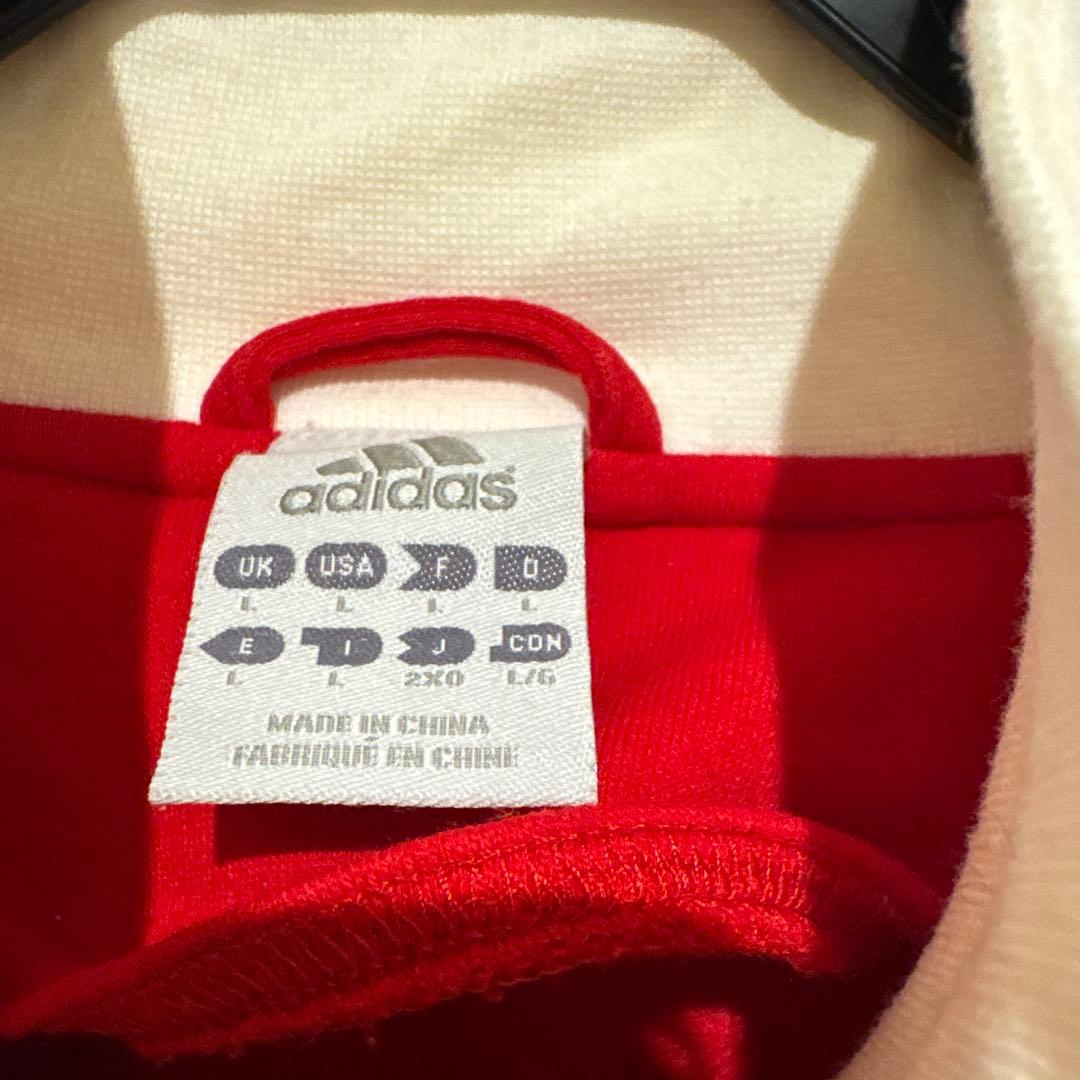 adidas
UK USA F D
L L L L
E I J CDN
L L 2XO L/G
MADE IN CHINA
FABRIQUÉ EN CHINE